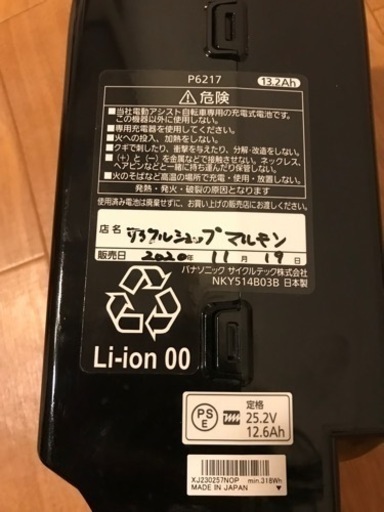 P6217
13.2Ah
⚠危険
■当社電動アシスト自転車専用の充電式電池です。
この機器以外に使用しない。
■専用充電器を使用する。
■火への投入、加熱をしない。
■クギで刺したり、衝撃を与えたり、分解・改造をしない。
■(+)と(-)を金属などで接触させない。ネックレス、
ヘアピンなどと一緒に持ち運んだり保管しない。
■火のそばなど高温の場所で充電・使用・放置しない。
発熱・発火・破裂の原因となります
使用済み電池は廃棄せずに、お買い上げの販売店にお渡しください。
店名 リサクルショップ マルモン
販売日 2020年 11月 19日
パナソニック サイクルテック株式会社
NKY514B03B 日本製
Li-ion 00
PS
E
定格
25.2V
12.6Ah
XJ230257NOP min.318Wh
MADE IN JAPAN